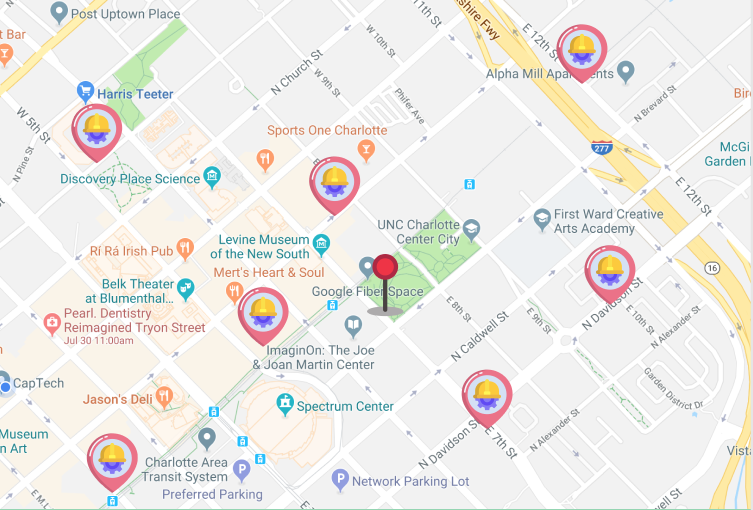 Post Uptown Place
t Bar
Harris Teeter
W 5th St
N Pine St
Discovery Place Science
N Church St
W 9th St
W 10th St
11th St
Phifer Ave
Sports One Charlotte
E 12th St
Alpha Mill Apartments
N Brevard St
277
McGi
Garden
E 12th St
UNC Charlotte
Center City
First Ward Creative
Arts Academy
16
Levine Museum
of the New South
Rí Rá Irish Pub
Mert's Heart & Soul
Belk Theater
at Blumenthal...
Google Fiber Space
Pearl. Dentistry
Reimagined Tryon Street
Jul 30 11:00am
ImaginOn: The Joe
& Joan Martin Center
CapTech
Jason's Deli
Spectrum Center
Museum
n Art
Charlotte Area
Transit System
Preferred Parking
P
P
Network Parking Lot
E 8th St
E 9th St
E 10th St
N Caldwell St
N Davidson St
N Alexander St
Garden District Dr
N Davidson St
E 7th St
N Alexander St
Vist
well St
E M L